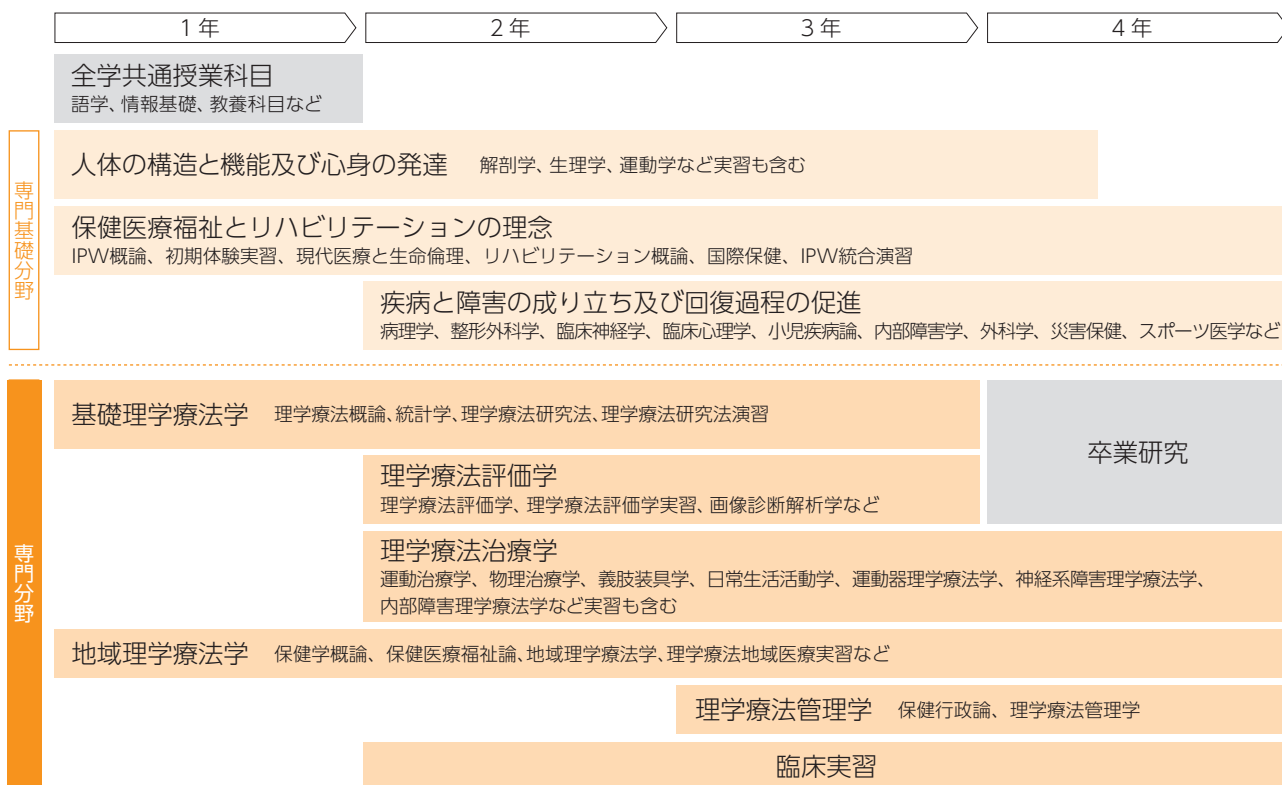 1年
2年
3年
4年
全学共通授業科目
語学、情報基礎、教養科目など
専門基礎分野
人体の構造と機能及び心身の発達 解剖学、生理学、運動学など実習も含む
保健医療福祉とリハビリテーションの理念
IPW概論、初期体験実習、現代医療と生命倫理、リハビリテーション概論、国際保健、IPW統合演習
疾病と障害の成り立ち及び回復過程の促進
病理学、整形外科学、臨床神経学、臨床心理学、小児疾病論、内部障害学、外科学、災害保健、スポーツ医学など
専門分野
基礎理学療法学 理学療法概論、統計学、理学療法研究法、理学療法研究法演習
卒業研究
理学療法評価学
理学療法評価学、理学療法評価学実習、画像診断解析学など
理学療法治療学
運動治療学、物理治療学、義肢装具学、日常生活活動学、運動器理学療法学、神経系障害理学療法学、
内部障害理学療法学など実習も含む
地域理学療法学 保健学概論、保健医療福祉論、地域理学療法学、理学療法地域医療実習など
理学療法管理学 保健行政論、理学療法管理学
臨床実習